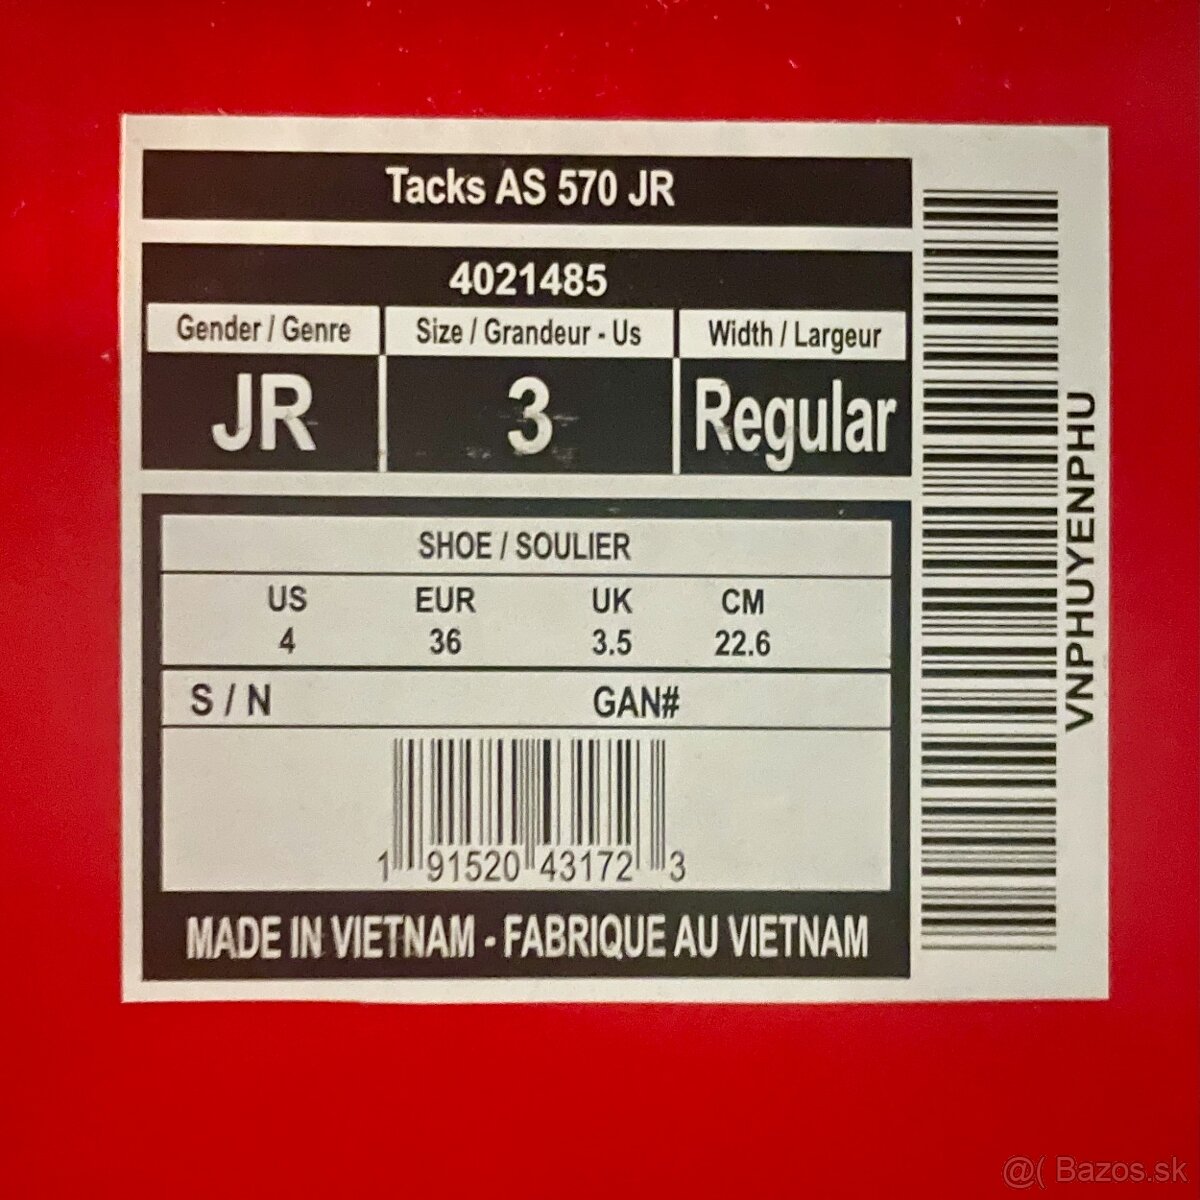 Tacks AS 570 JR
4021485
Gender / Genre Size / Grandeur - Us Width / Largeur
JR 3 Regular
SHOE / SOULIER
US EUR UK CM
4 36 3.5 22.6
S / N GAN#
1 91520 43172 3
MADE IN VIETNAM - FABRIQUE AU VIETNAM
VNPHUYENPHU
@( Bazos.sk